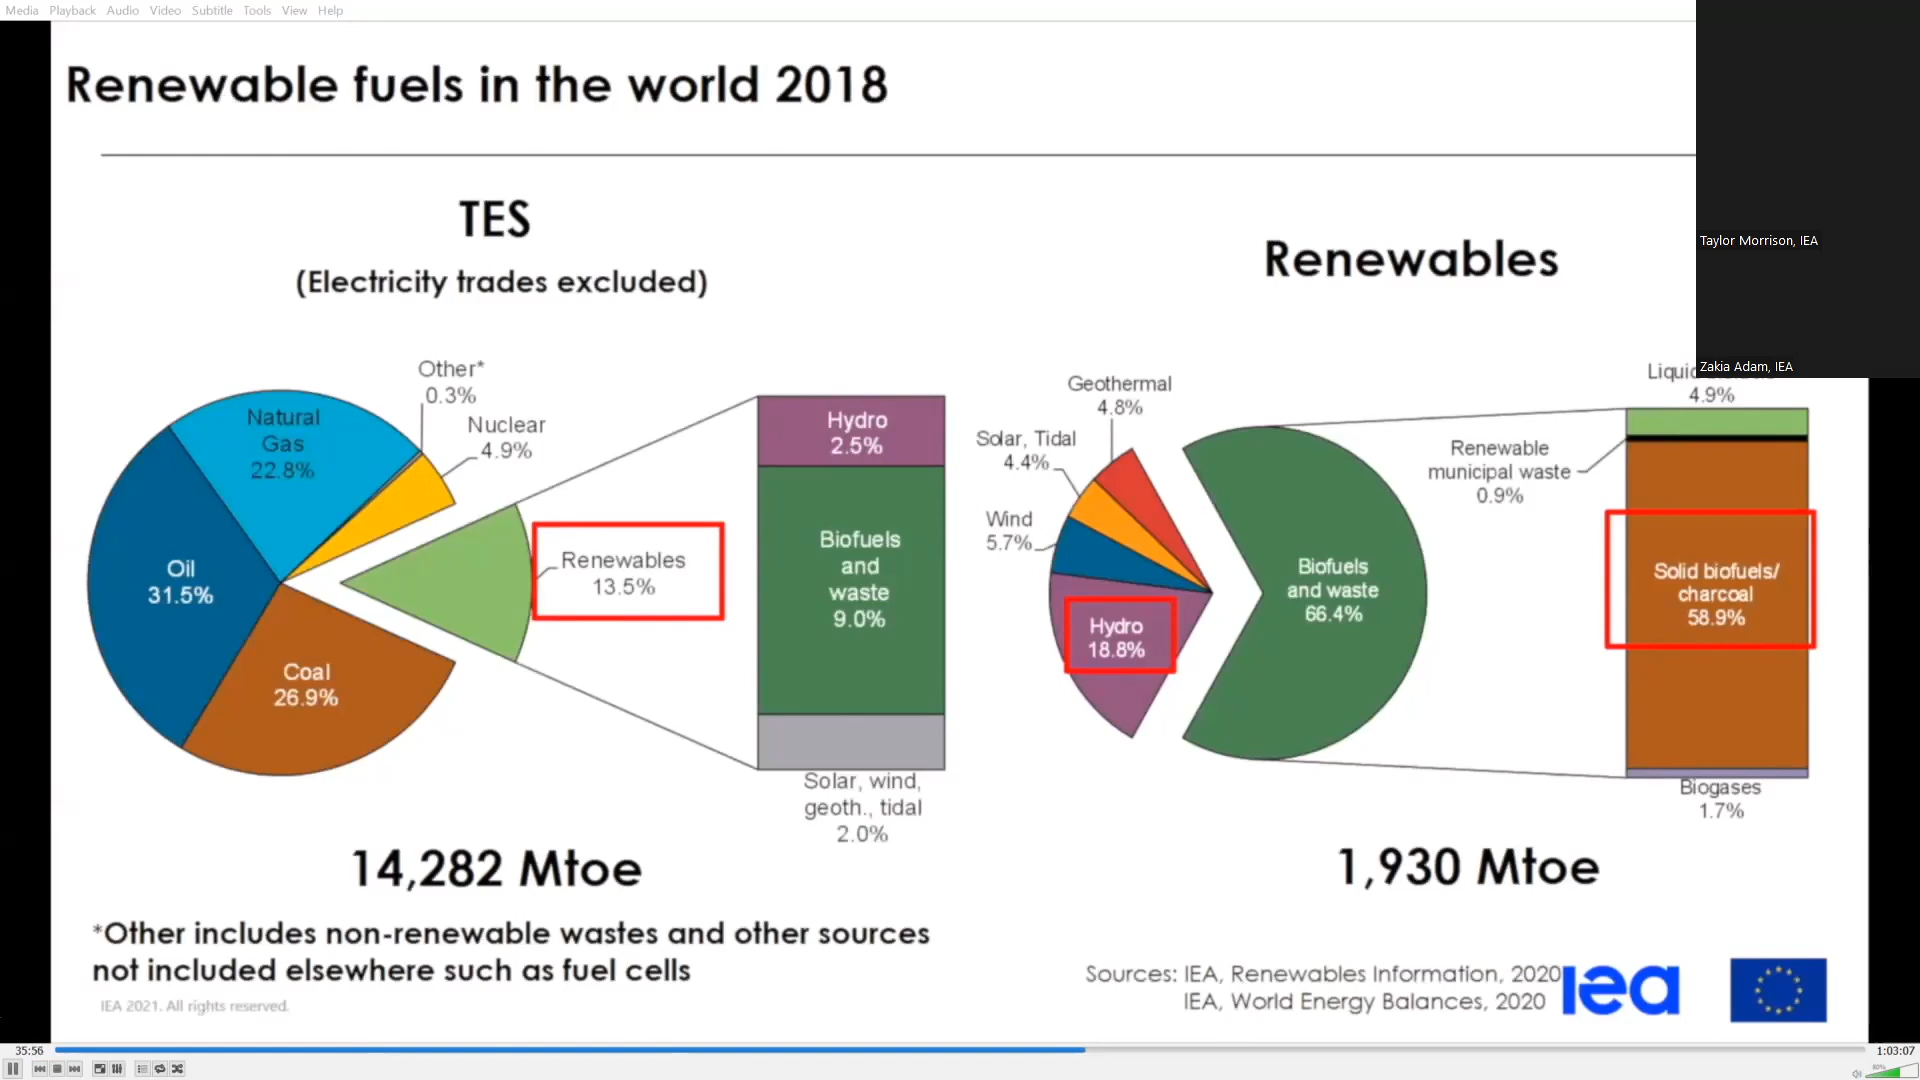 Media Playback Audio Video Subtitle Tools View Help
Renewable fuels in the world 2018
TES
(Electricity trades excluded)
Other*
0.3%
Nuclear
4.9%
Natural
Gas
22.8%
Oil
31.5%
Coal
26.9%
Renewables
13.5%
Hydro
2.5%
Biofuels
and
waste
9.0%
Solar, wind,
geoth., tidal
2.0%
14,282 Mtoe
*Other includes non-renewable wastes and other sources
not included elsewhere such as fuel cells
IEA 2021. All rights reserved.
Renewables
Geothermal
4.8%
Solar, Tidal
4.4%
Wind
5.7%
Hydro
18.8%
Biofuels
and waste
66.4%
Renewable
municipal waste
0.9%
4.9%
Solid biofuels/
charcoal
58.9%
Biogases
1.7%
1,930 Mtoe
Sources: IEA, Renewables Information, 2020
IEA, World Energy Balances, 2020
iea
Taylor Morrison, IEA
Zakia Adam, IEA
35:56
1:03:07
80%